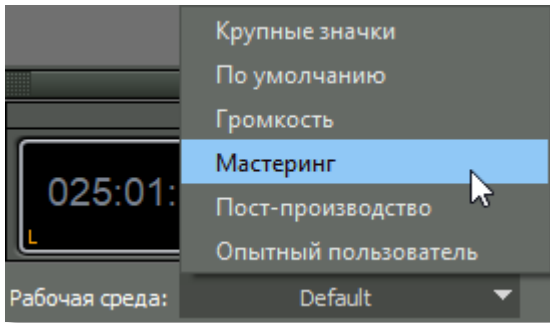 Крупные значки
По умолчанию
Громкость
Мастеринг
025:01:
Пост-производство
L
Опытный пользователь
Рабочая среда: Default